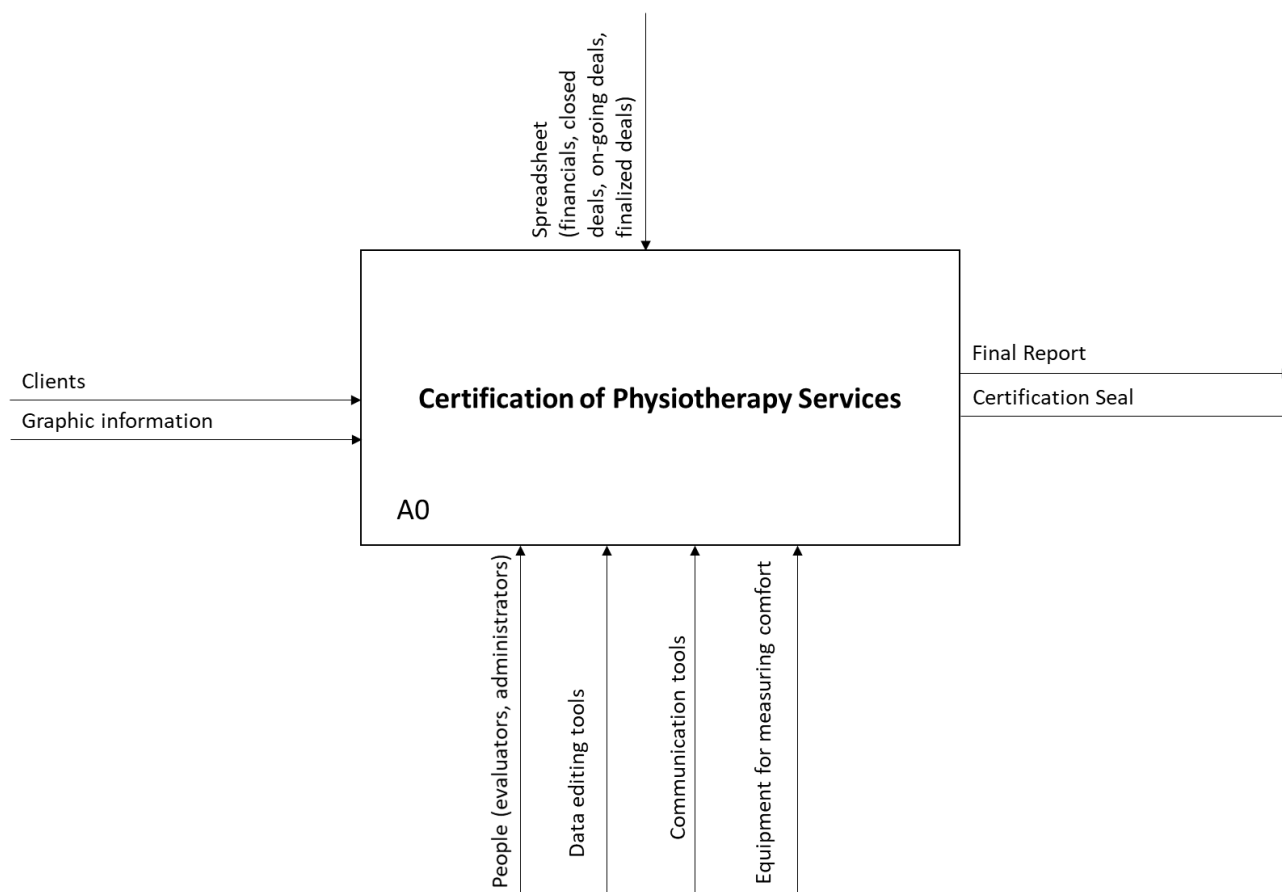 Spreadsheet
(financials, closed
deals, on-going deals,
finalized deals)
Clients
Graphic information
Certification of Physiotherapy Services
A0
Final Report
Certification Seal
People (evaluators, administrators)
Data editing tools
Communication tools
Equipment for measuring comfort